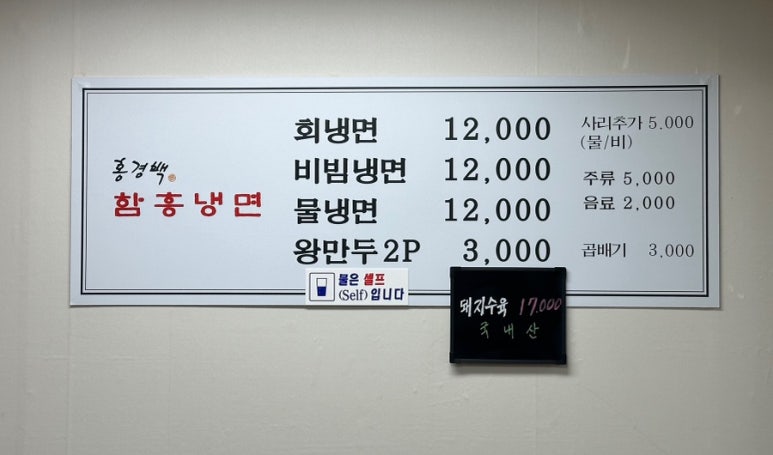 홍경백
함흥냉면
회냉면 12,000
비빔냉면 12,000
물냉면 12,000
왕만두 2P 3,000
사리추가 5.000
(물/비)
주류 5,000
음료 2,000
곱배기 3,000
물은 셀프
(Self) 입니다
돼지수육 17.000
국내산